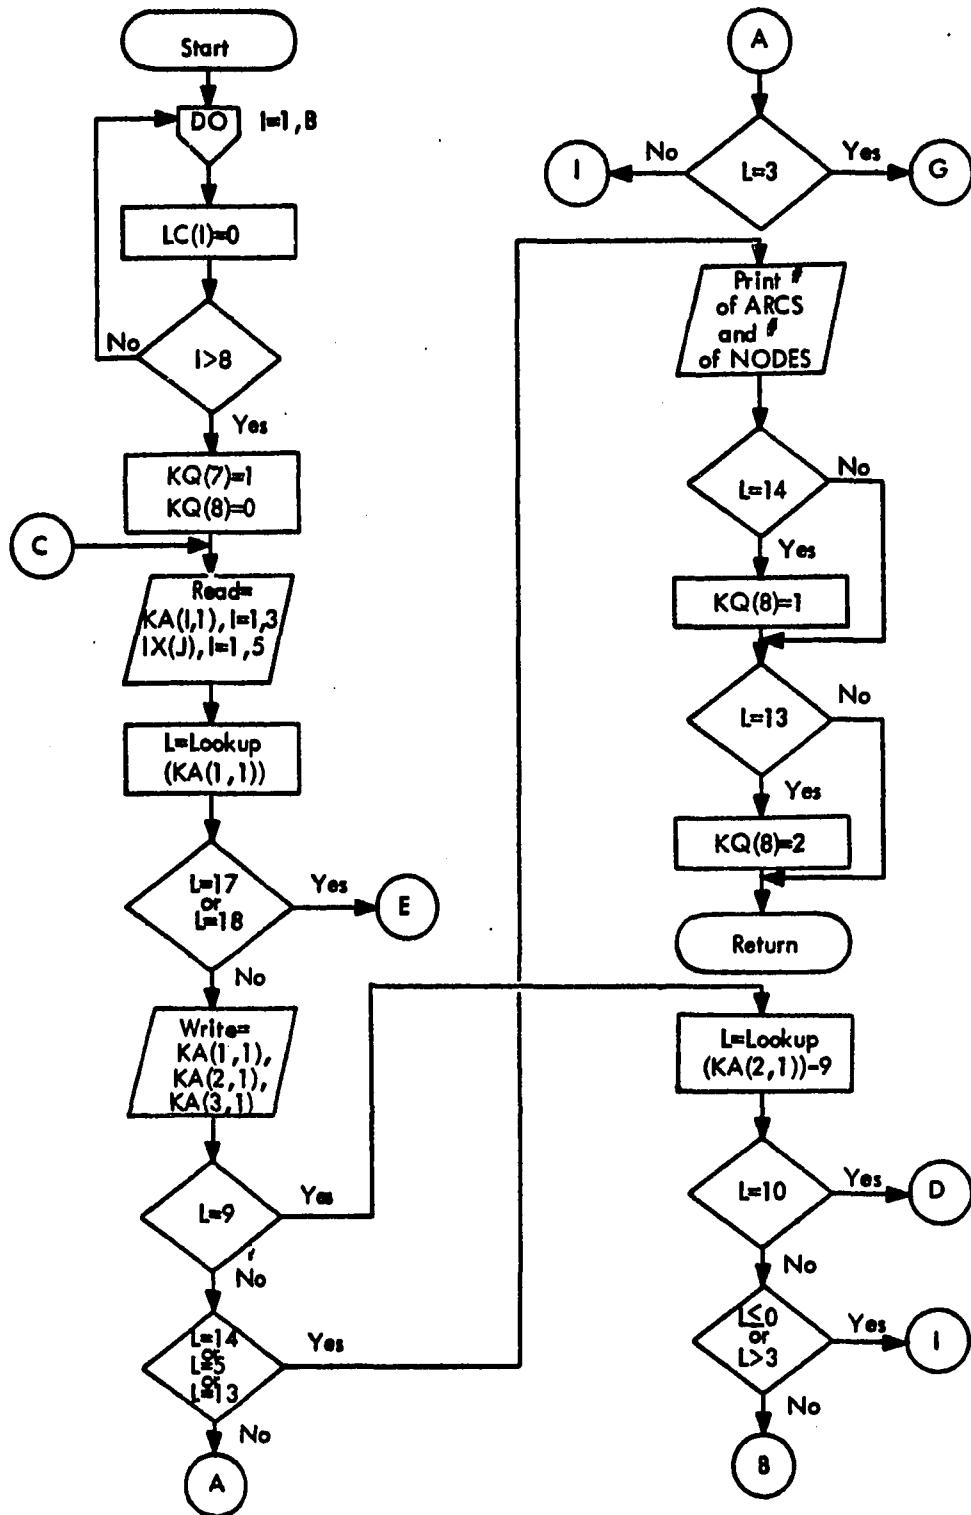 Start
DO I=1,B
LC(I)=0
No
I>8
Yes
KQ(7)=1
KQ(8)=0
C
Read=
KA(I,1),I=1,3
IX(J),I=1,5
L=Lookup
(KA(1,1))
L=17
or
L=18
Yes
E
No
Write=
KA(1,1),
KA(2,1),
KA(3,1)
L=9
Yes
No
L=14
or
L=5
or
L=13
Yes
No
A
A
L=3
No
I
Yes
G
Print #
of ARCS
and #
of NODES
L=14
No
Yes
KQ(8)=1
L=13
No
Yes
KQ(8)=2
Return
L=Lookup
(KA(2,1))-9
L=10
Yes
D
No
L≤0
or
L>3
Yes
I
No
B